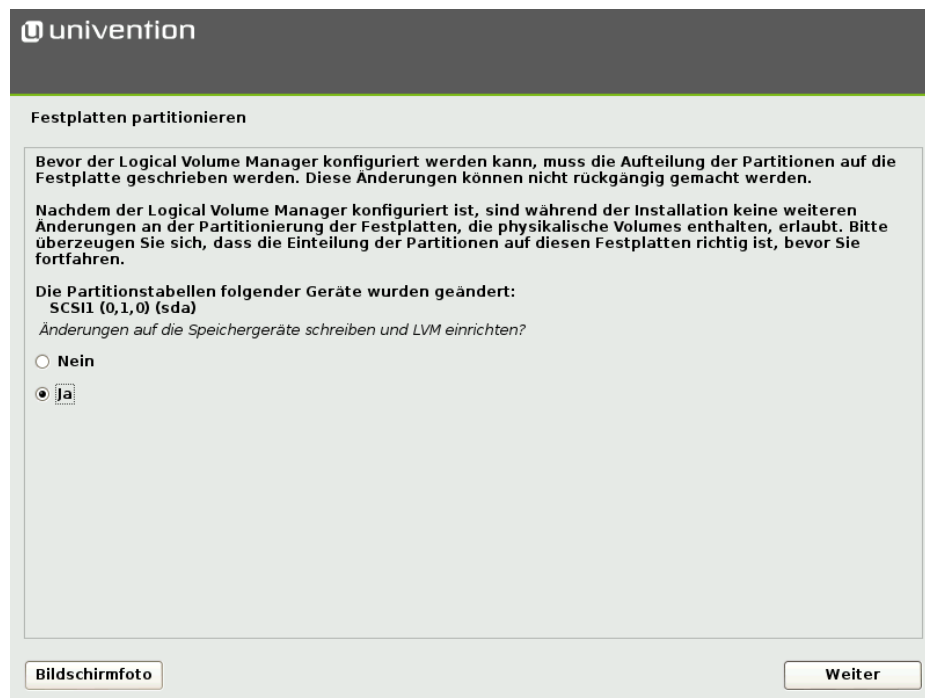 univention
Festplatten partitionieren
Bevor der Logical Volume Manager konfiguriert werden kann, muss die Aufteilung der Partitionen auf die
Festplatte geschrieben werden. Diese Änderungen können nicht rückgängig gemacht werden.
Nachdem der Logical Volume Manager konfiguriert ist, sind während der Installation keine weiteren
Änderungen an der Partitionierung der Festplatten, die physikalische Volumes enthalten, erlaubt. Bitte
überzeugen Sie sich, dass die Einteilung der Partitionen auf diesen Festplatten richtig ist, bevor Sie
fortfahren.
Die Partitionstabellen folgender Geräte wurden geändert:
SCSI1 (0,1,0) (sda)
Änderungen auf die Speichergeräte schreiben und LVM einrichten?
Nein
Ja
Bildschirmfoto
Weiter